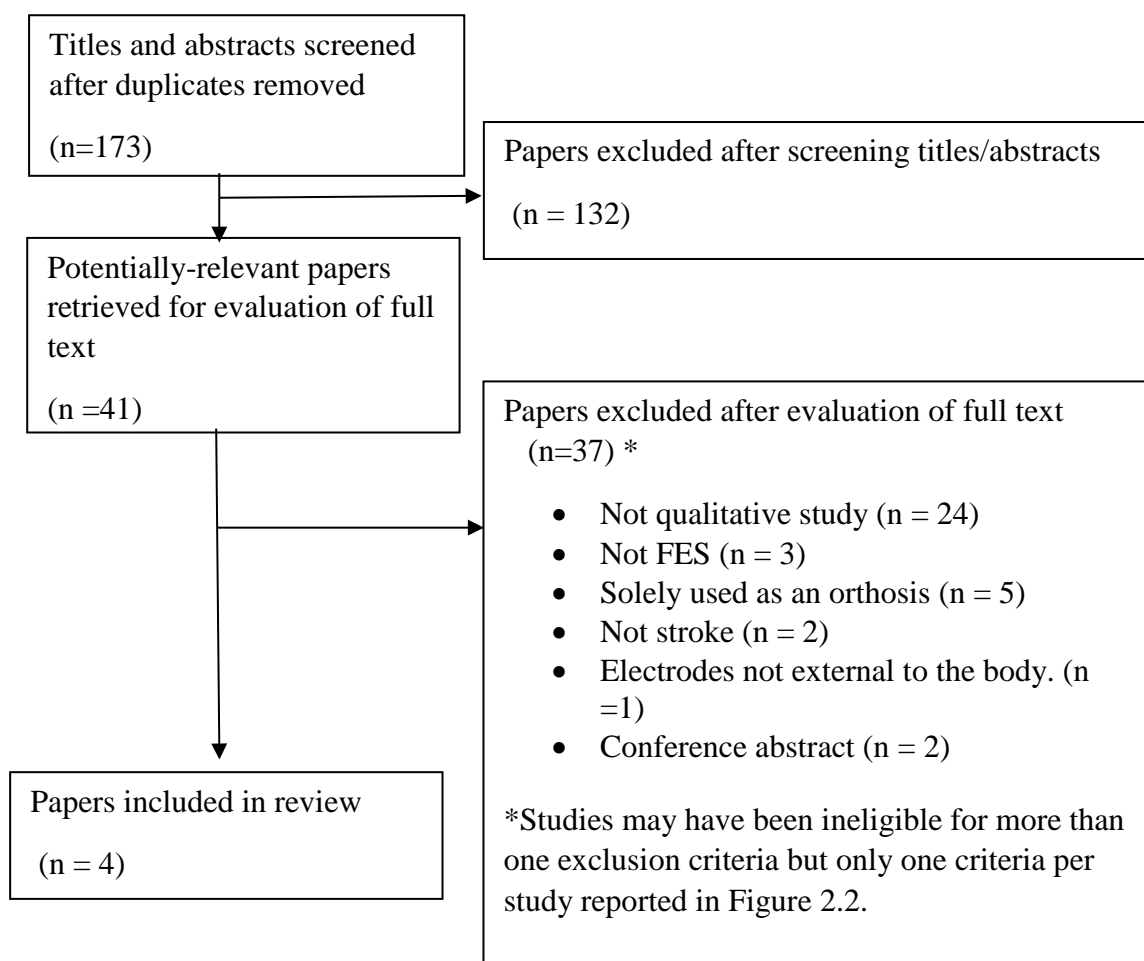 Titles and abstracts screened
after duplicates removed
(n=173)
Papers excluded after screening titles/abstracts
(n = 132)
Potentially-relevant papers
retrieved for evaluation of full
text
(n =41)
Papers excluded after evaluation of full text
(n=37) *
• Not qualitative study (n = 24)
• Not FES (n = 3)
• Solely used as an orthosis (n = 5)
• Not stroke (n = 2)
• Electrodes not external to the body. (n
=1)
• Conference abstract (n = 2)
*Studies may have been ineligible for more than
one exclusion criteria but only one criteria per
study reported in Figure 2.2.
Papers included in review
(n = 4)